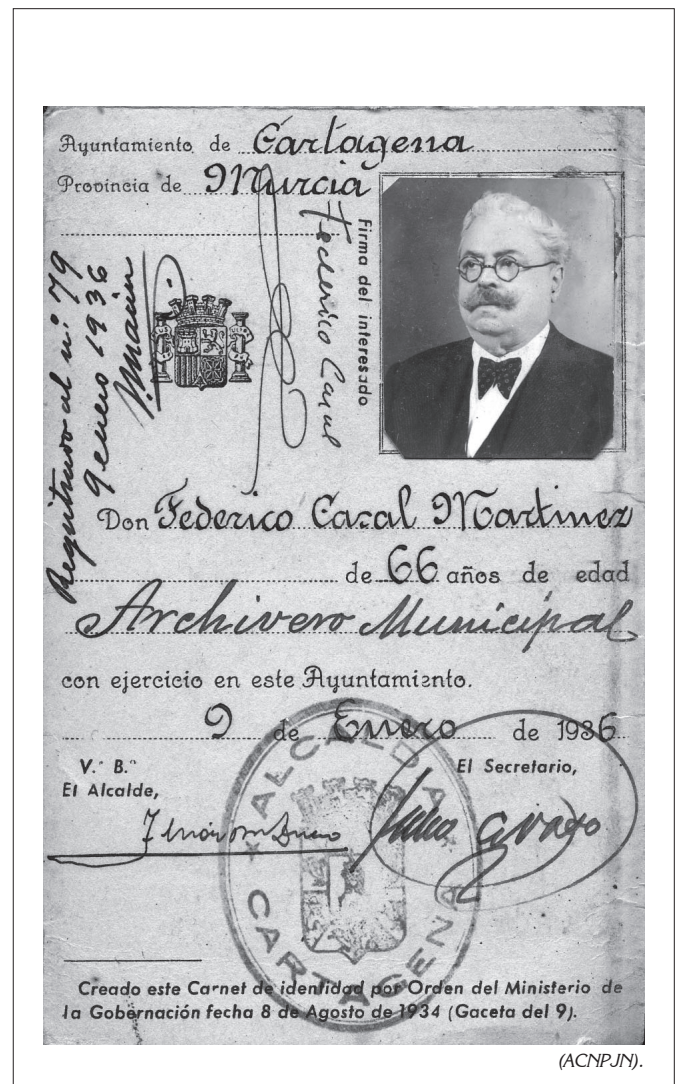 Ayuntamiento de Cartagena
Provincia de Murcia
Firma del interesado
Federico Casal
Registrado al n.º 79
9 enero 1936
Don Federico Casal Martinez
de 66 años de edad
Archivero Municipal
con ejercicio en este Ayuntamiento.
9 de Enero de 1936
V.º B.º
El Alcalde,
El Secretario,
ALCALDIA
CARTAGENA
Creado este Carnet de identidad por Orden del Ministerio de
la Gobernación fecha 8 de Agosto de 1934 (Gaceta del 9).
(ACNPJN).